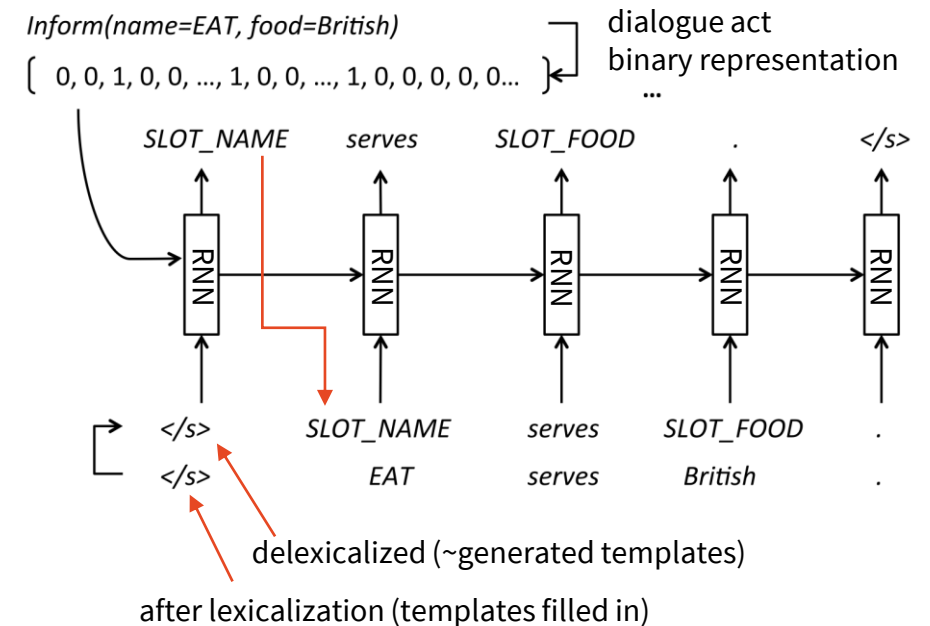 Inform(name=EAT, food=British)
dialogue act
binary representation
{ 0, 0, 1, 0, 0, ..., 1, 0, 0, ..., 1, 0, 0, 0, 0, 0... }
...
SLOT_NAME serves SLOT_FOOD . </s>
RNN RNN RNN RNN RNN
</s> SLOT_NAME serves SLOT_FOOD .
</s> EAT serves British .
delexicalized (~generated templates)
after lexicalization (templates filled in)